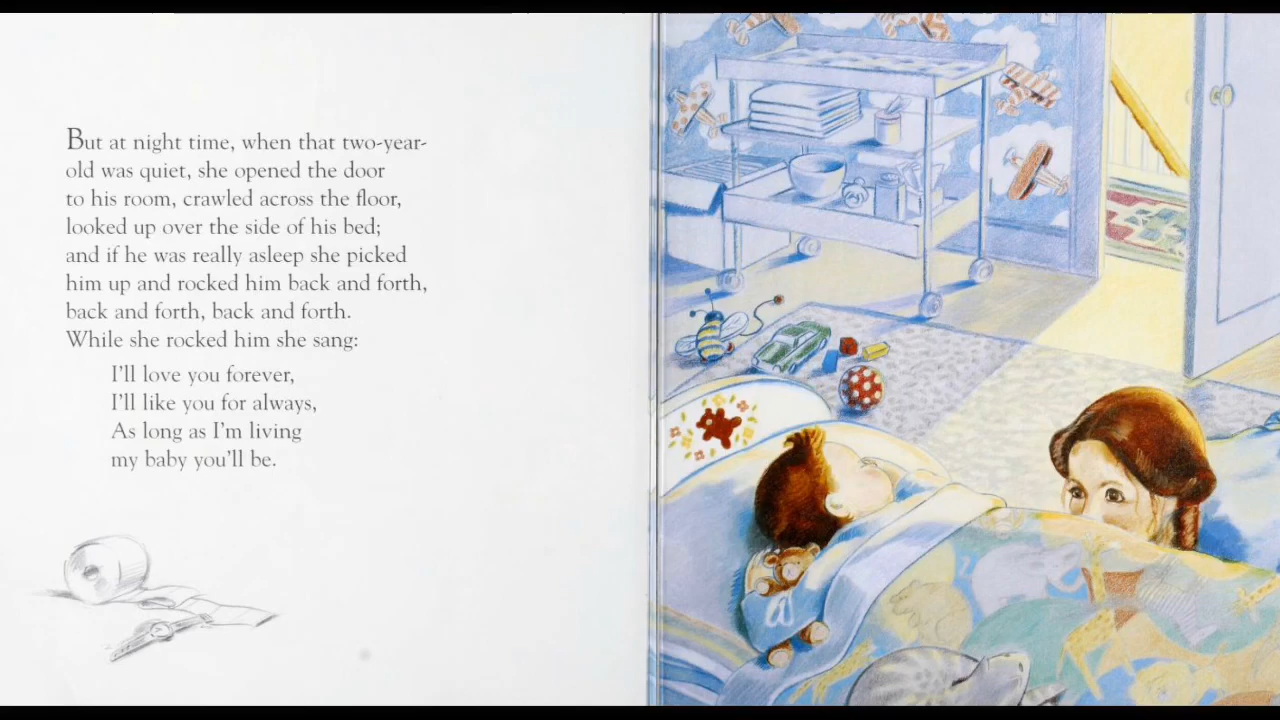 But at night time, when that two-year-
old was quiet, she opened the door
to his room, crawled across the floor,
looked up over the side of his bed;
and if he was really asleep she picked
him up and rocked him back and forth,
back and forth, back and forth.
While she rocked him she sang:
I'll love you forever,
I'll like you for always,
As long as I'm living
my baby you'll be.